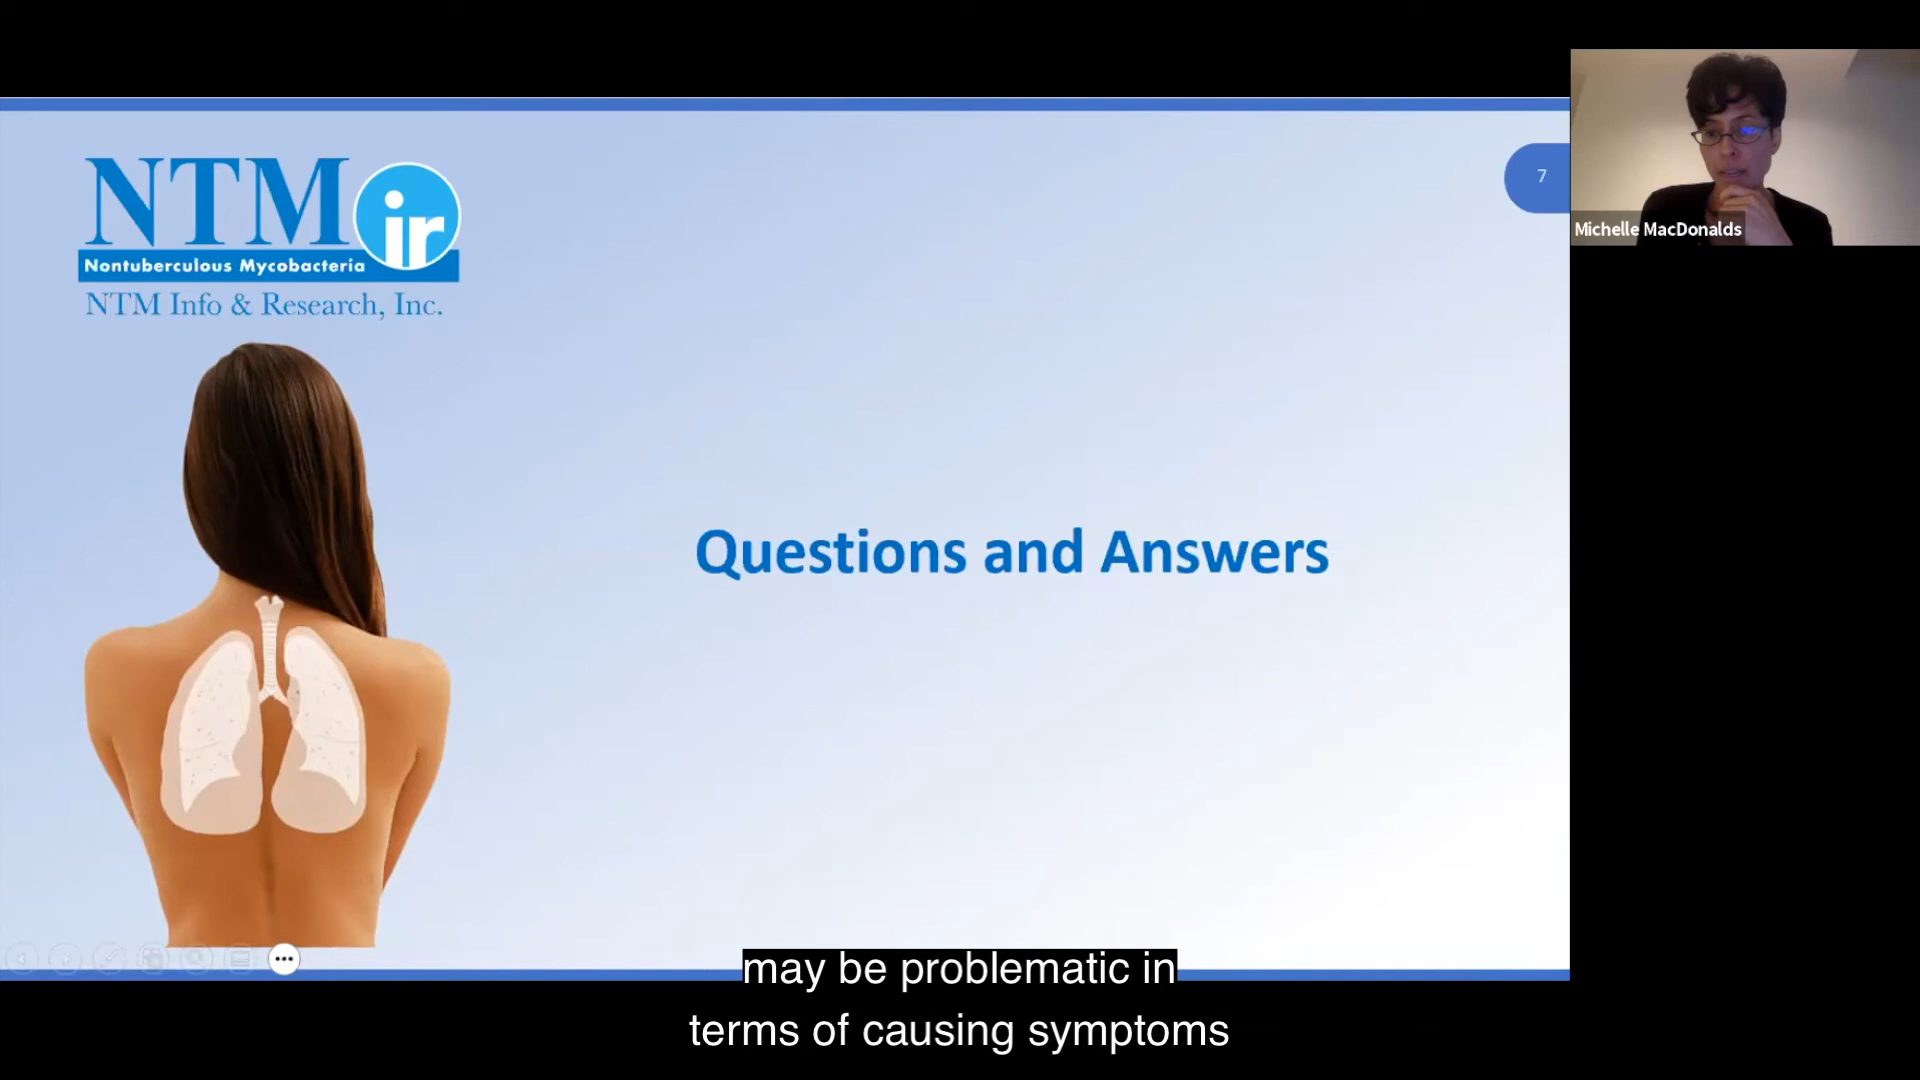 NTM
ir
Nontuberculous Mycobacteria
NTM Info & Research, Inc.
7
Michelle MacDonalds
Questions and Answers
may be problematic in
terms of causing symptoms